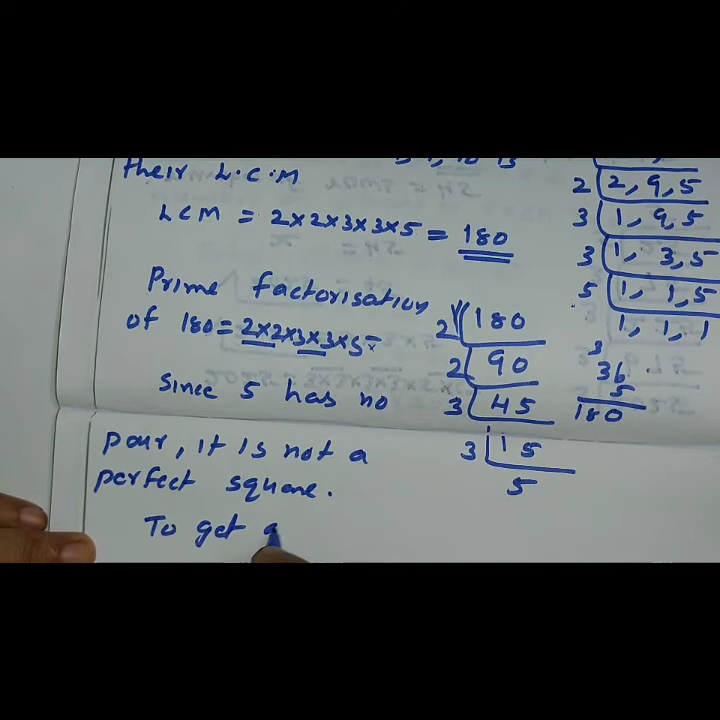 their L.C.M
LCM = 2×2×3×3×5 = 180
Prime factorisation
of 180 = 2×2×3×3×5
Since 5 has no
pair, it is not a
perfect square.
To get a
2 180
2 90
3 45
3 15
5
2 2, 9, 5
3 1, 9, 5
3 1, 3, 5
5 1, 1, 5
1, 1, 1
3
36
5
180